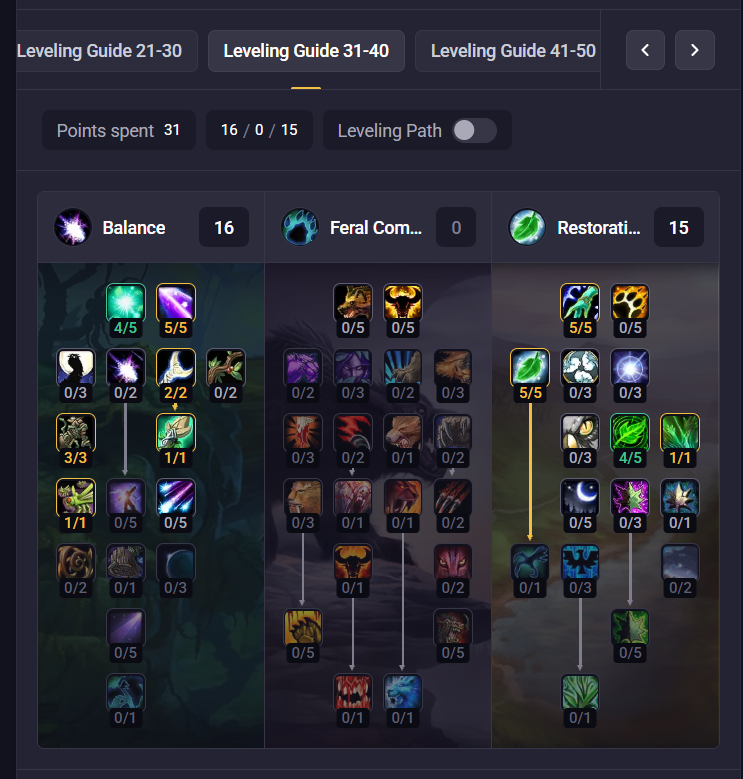 Leveling Guide 21-30 Leveling Guide 31-40 Leveling Guide 41-50
Points spent 31 16 / 0 / 15 Leveling Path
Balance 16 Feral Com... 0 Restorati... 15
4/5 5/5 0/5 0/5 5/5 0/5
0/3 0/2 2/2 0/2 0/2 0/3 0/2 0/3 5/5 0/3 0/3
3/3 1/1 0/3 0/2 0/1 0/2 0/3 4/5 1/1
1/1 0/5 0/5 0/3 0/1 0/1 0/2 0/5 0/3 0/1
0/2 0/1 0/3 0/1 0/2 0/1 0/3 0/2
0/5 0/5 0/5 0/5
0/1 0/1 0/1 0/1